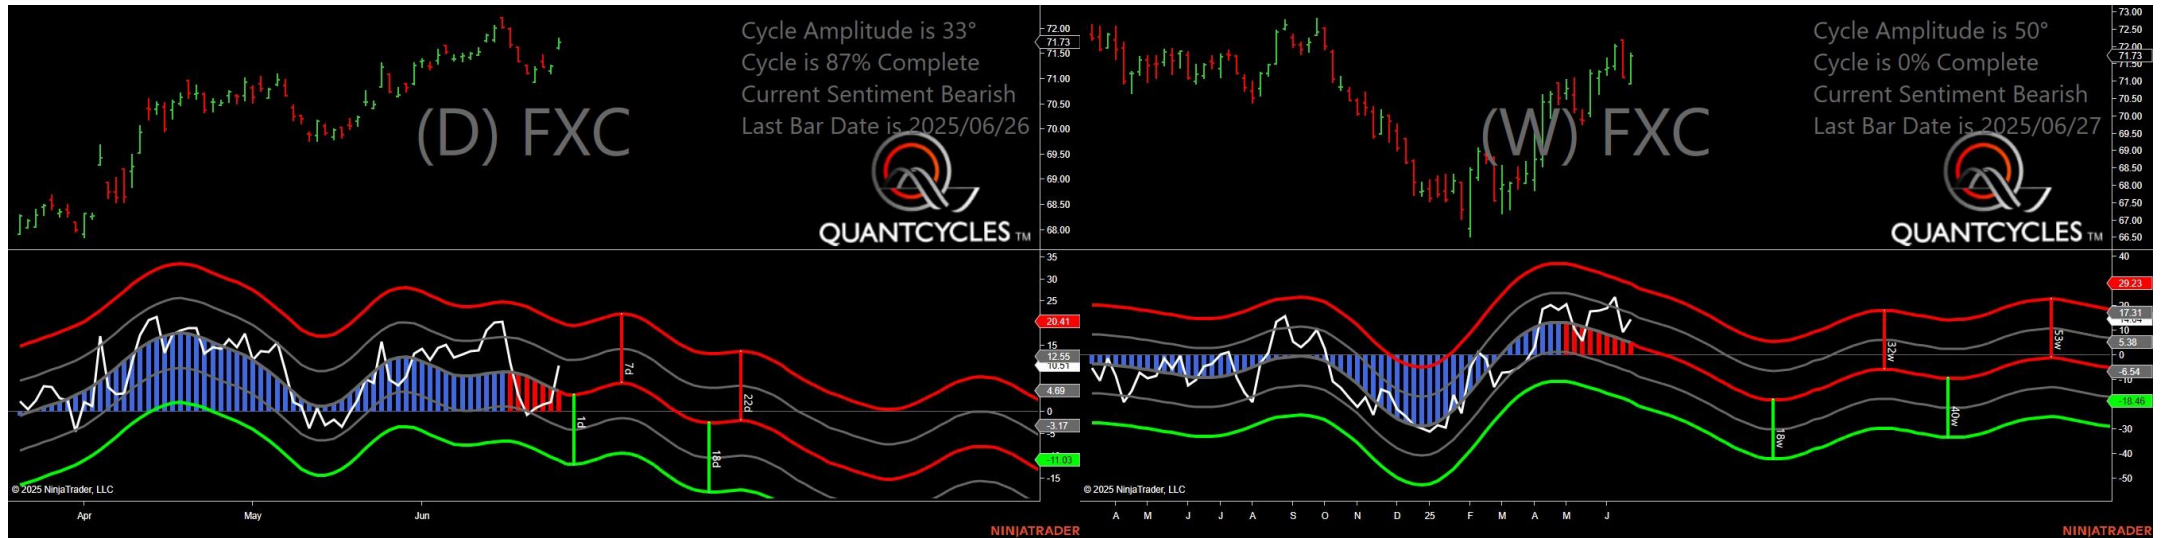 Cycle Amplitude is 33°
Cycle is 87% Complete
Current Sentiment Bearish
Last Bar Date is 2025/06/26
(D) FXC
QUANTCYCLES TM
72.00
71.73
71.50
71.00
70.50
70.00
69.50
69.00
68.50
68.00
35
30
25
20.41
15
12.55
10.51
4.69
0
-3.17
-5
-11.03
-15
7d
22d
1d
18d
© 2025 NinjaTrader, LLC
Apr
May
Jun
NINJATRADER
Cycle Amplitude is 50°
Cycle is 0% Complete
Current Sentiment Bearish
Last Bar Date is 2025/06/27
(W) FXC
QUANTCYCLES TM
73.00
72.50
72.00
71.73
71.50
71.00
70.50
70.00
69.50
69.00
68.50
68.00
67.50
67.00
66.50
40
29.23
20
17.31
10
5.38
0
-6.54
-10
-18.46
-30
-40
-50
32w
53w
18w
40w
© 2025 NinjaTrader, LLC
A M J J A S O N D 25 F M A M J
NINJATRADER